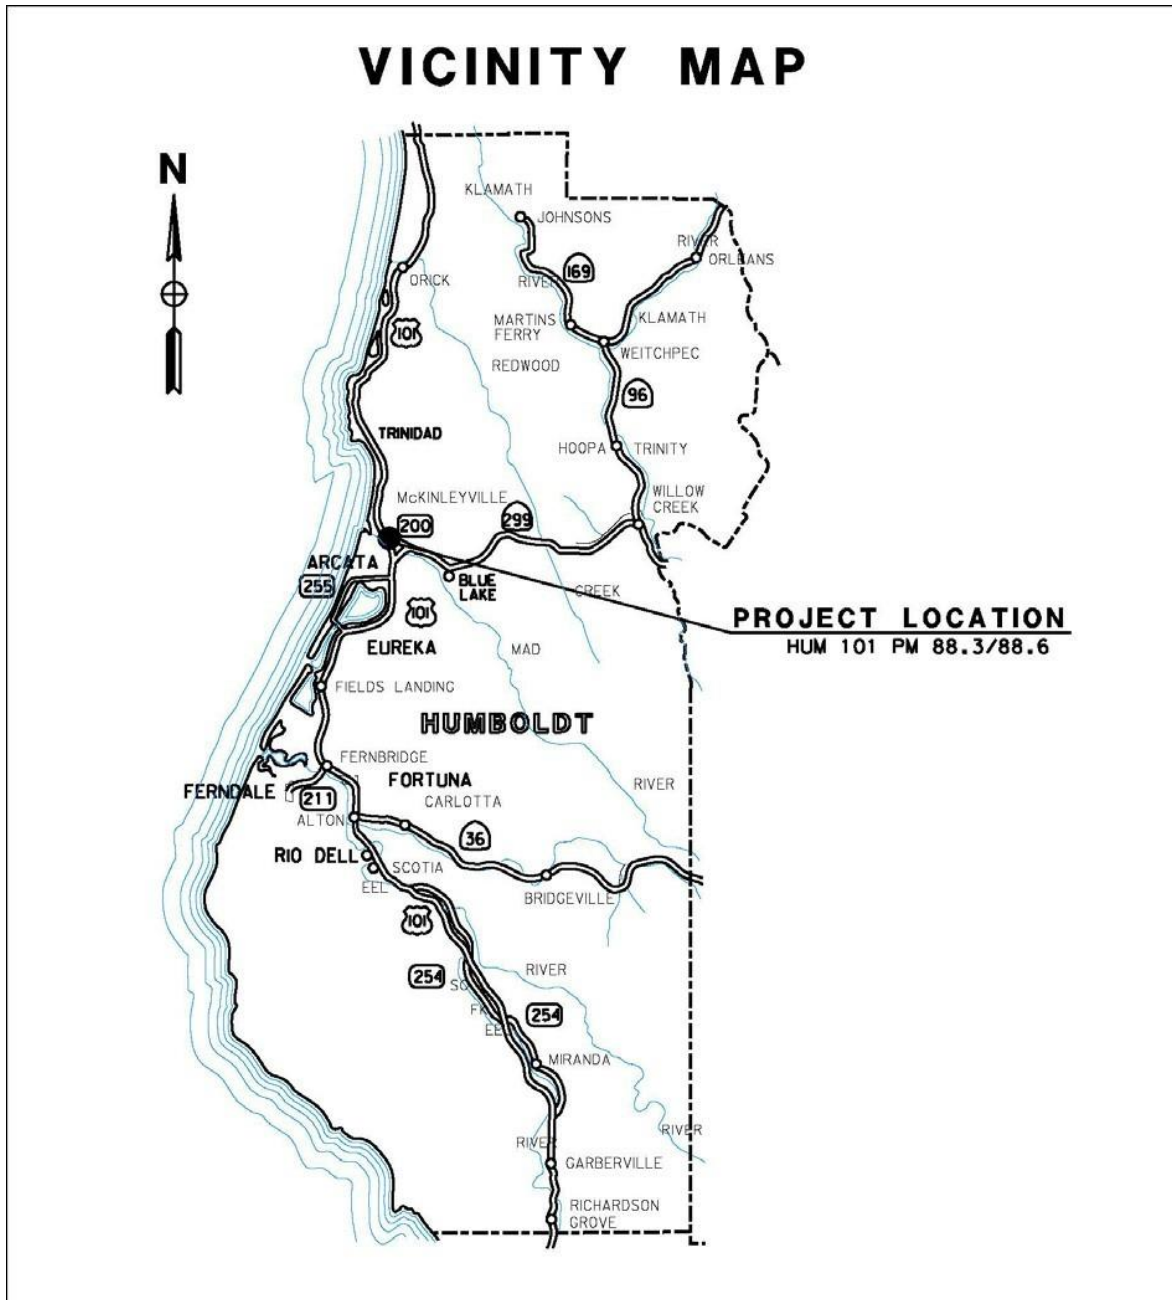 VICINITY MAP
N
KLAMATH
JOHNSONS
RIVER
ORLEANS
ORICK
169
RIVER
101
MARTINS
FERRY
KLAMATH
WEITCHPEC
REDWOOD
96
TRINIDAD
HOOPA
TRINITY
McKINLEYVILLE
WILLOW
CREEK
200
299
ARCATA
255
BLUE
LAKE
CREEK
101
PROJECT LOCATION
HUM 101 PM 88.3/88.6
EUREKA
MAD
FIELDS LANDING
HUMBOLDT
FERNBRIDGE
FORTUNA
RIVER
FERNDALE
211
CARLOTTA
ALTON
36
RIO DELL
SCOTIA
EEL
BRIDGEVILLE
101
254
RIVER
SO
FK
254
EEL
MIRANDA
RIVER
RIVER
GARBERVILLE
RICHARDSON
GROVE